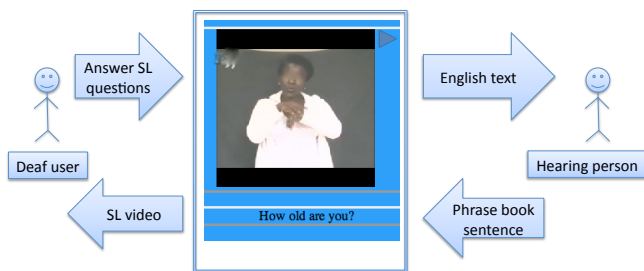 Answer SL
questions
English text
Deaf user
Hearing person
SL video
How old are you?
Phrase book
sentence